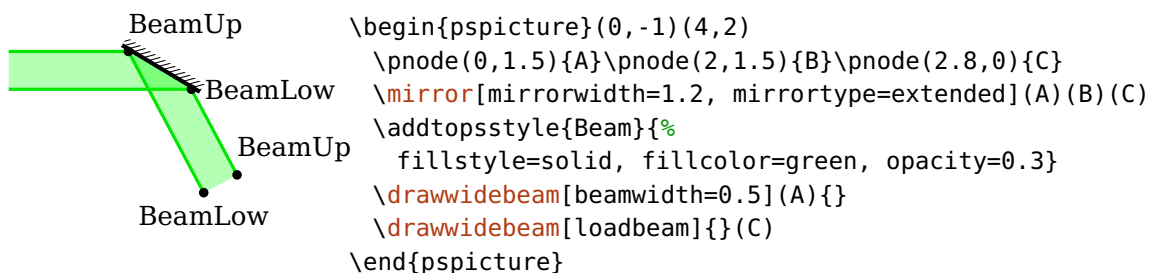 BeamUp
BeamLow
BeamUp
BeamLow
\begin{pspicture}(0,-1)(4,2)
\pnode(0,1.5){A}\pnode(2,1.5){B}\pnode(2.8,0){C}
\mirror[mirrorwidth=1.2, mirrortype=extended](A)(B)(C)
\addtopsstyle{Beam}{%
fillstyle=solid, fillcolor=green, opacity=0.3}
\drawwidebeam[beamwidth=0.5](A){}
\drawwidebeam[loadbeam]{}(C)
\end{pspicture}